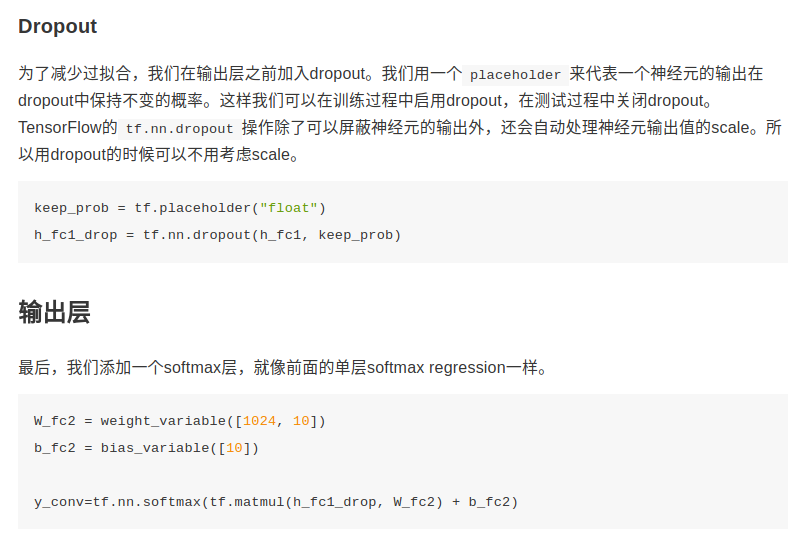 Dropout
为了减少过拟合，我们在输出层之前加入dropout。我们用一个 placeholder 来代表一个神经元的输出在
dropout中保持不变的概率。这样我们可以在训练过程中启用dropout，在测试过程中关闭dropout。
TensorFlow的 tf.nn.dropout 操作除了可以屏蔽神经元的输出外，还会自动处理神经元输出值的scale。所
以用dropout的时候可以不用考虑scale。
keep_prob = tf.placeholder("float")
h_fc1_drop = tf.nn.dropout(h_fc1, keep_prob)
输出层
最后，我们添加一个softmax层，就像前面的单层softmax regression一样。
W_fc2 = weight_variable([1024, 10])
b_fc2 = bias_variable([10])
y_conv=tf.nn.softmax(tf.matmul(h_fc1_drop, W_fc2) + b_fc2)